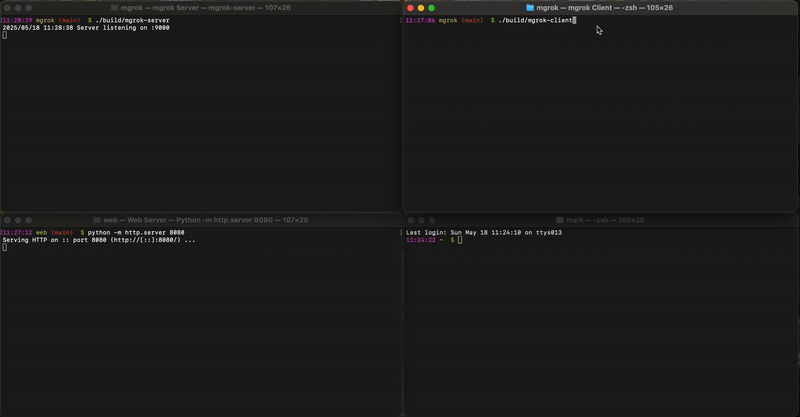 mgrok — mgrok Server — mgrok-server — 107×26
[11:28:29 mgrok (main) $ ./build/mgrok-server
2025/05/18 11:28:38 Server listening on :9000
mgrok — mgrok Client — -zsh — 105×26
11:27:06 mgrok (main) $ ./build/mgrok-client
web — Web Server — Python -m http.server 8080 — 107×25
[11:27:12 web (main) $ python -m http.server 8080
Serving HTTP on :: port 8080 (http://[::]:8080/) ...
mark — -zsh — 105×25
Last login: Sun May 18 11:24:10 on ttys013
11:24:22 ~ $